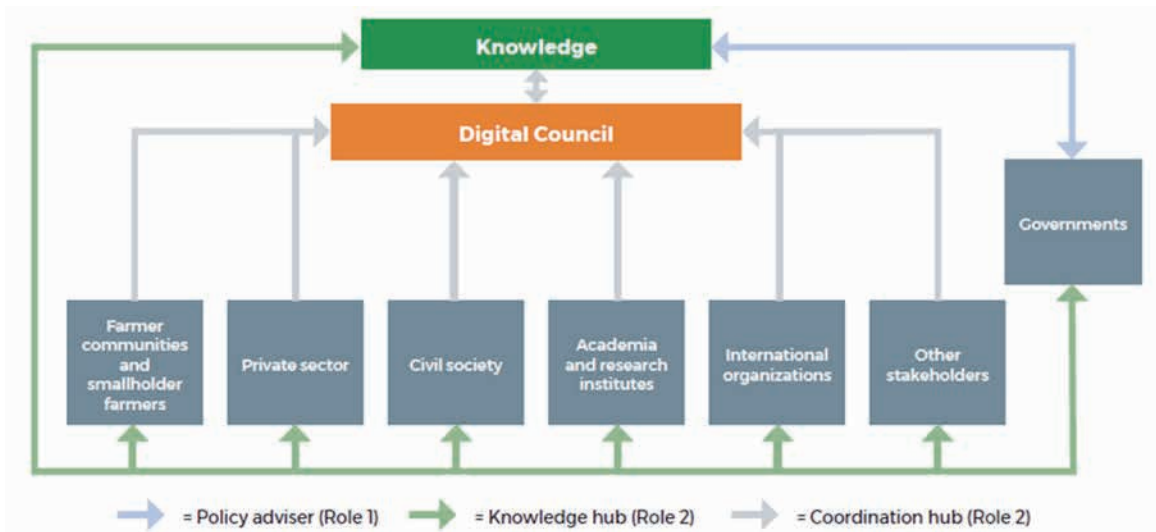 Knowledge
Digital Council
Governments
Farmer
communities
and
smallholder
farmers
Private sector
Civil society
Academia
and research
institutes
International
organizations
Other
stakeholders
= Policy adviser (Role 1)
= Knowledge hub (Role 2)
= Coordination hub (Role 2)